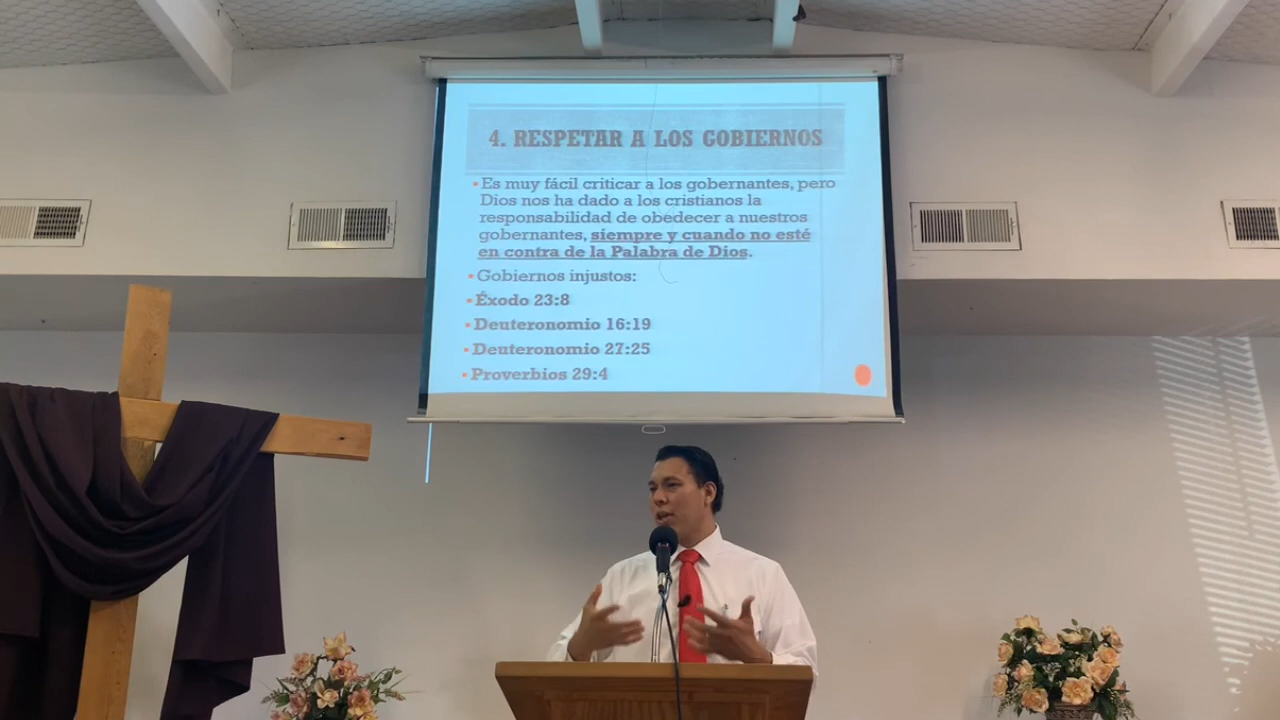 4. RESPETAR A LOS GOBIERNOS
▪ Es muy fácil criticar a los gobernantes, pero
Dios nos ha dado a los cristianos la
responsabilidad de obedecer a nuestros
gobernantes, siempre y cuando no esté
en contra de la Palabra de Dios.
▪ Gobiernos injustos:
▪ Éxodo 23:8
▪ Deuteronomio 16:19
▪ Deuteronomio 27:25
▪ Proverbios 29:4